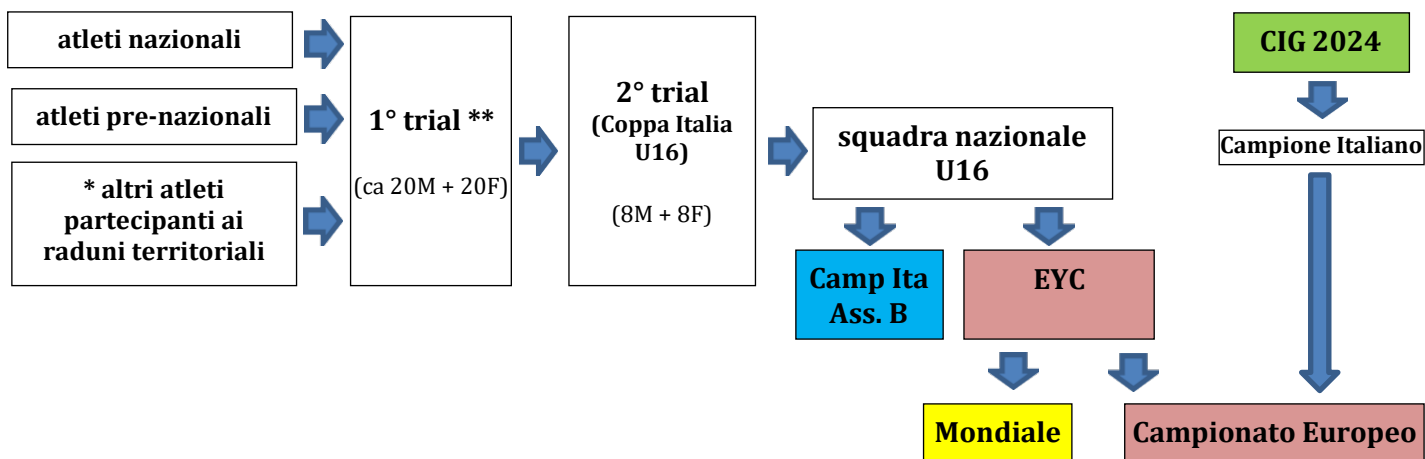 atleti nazionali
atleti pre-nazionali
* altri atleti
partecipanti ai
raduni territoriali
1° trial **
(ca 20M + 20F)
2° trial
(Coppa Italia
U16)
(8M + 8F)
squadra nazionale
U16
Camp Ita
Ass. B
EYC
Mondiale
CIG 2024
Campione Italiano
Campionato Europeo